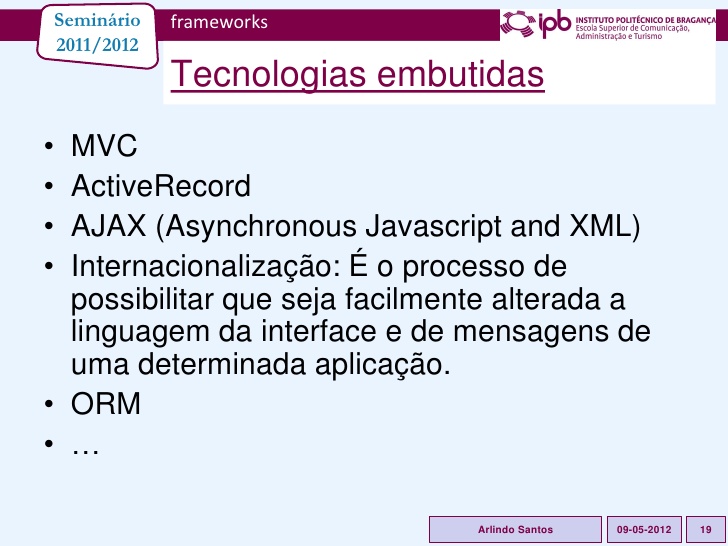 Seminário
2011/2012
frameworks
ipb INSTITUTO POLITÉCNICO DE BRAGANÇA
Escola Superior de Comunicação,
Administração e Turismo
Tecnologias embutidas
• MVC
• ActiveRecord
• AJAX (Asynchronous Javascript and XML)
• Internacionalização: É o processo de
possibilitar que seja facilmente alterada a
linguagem da interface e de mensagens de
uma determinada aplicação.
• ORM
• …
Arlindo Santos
09-05-2012
19